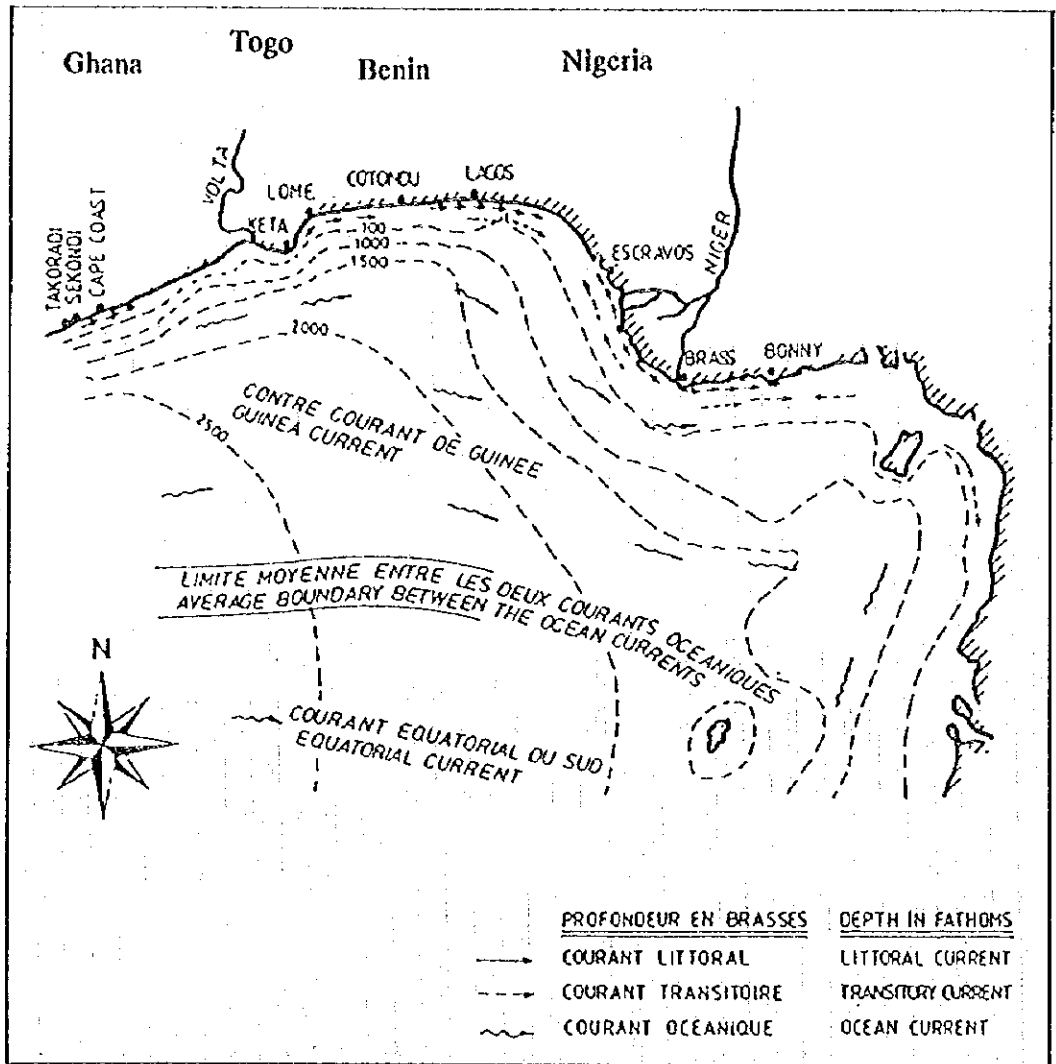 Ghana
Togo
Benin
Nigeria
VOLTA
TAKORADI
SEKONDI
CAPE COAST
KETA
LOME
COTONOU
LAGOS
ESCRAVOS
NIGER
BRASS
BONNY
100
1000
1500
2000
2500
CONTRE COURANT DE GUINEE
GUINEA CURRENT
LIMITE MOYENNE ENTRE LES DEUX COURANTS OCEANIQUES
AVERAGE BOUNDARY BETWEEN THE OCEAN CURRENTS
N
COURANT EQUATORIAL DU SUD
EQUATORIAL CURRENT
PROFONDEUR EN BRASSES DEPTH IN FATHOMS
COURANT LITTORAL LITTORAL CURRENT
COURANT TRANSITOIRE TRANSITORY CURRENT
COURANT OCEANIQUE OCEAN CURRENT